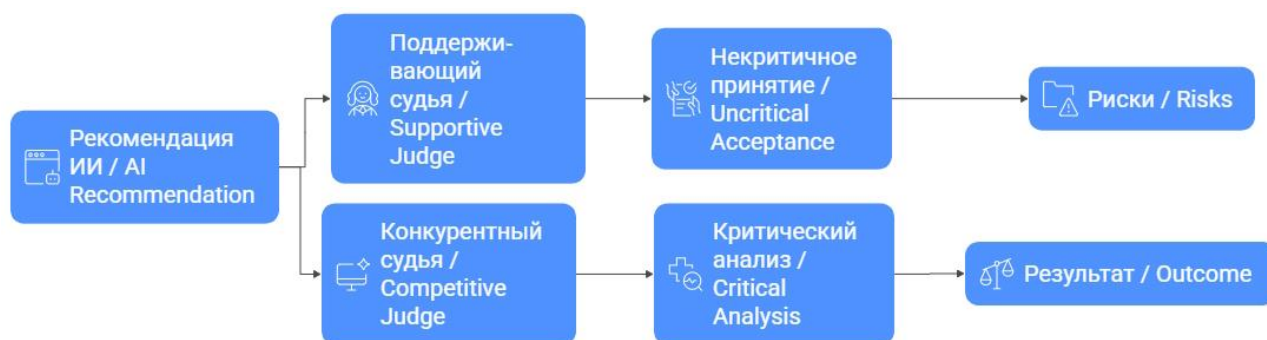 Рекомендация
ИИ / AI
Recommendation
Поддержи-
вающий
судья /
Supportive
Judge
Некритичное
принятие /
Uncritical
Acceptance
Риски / Risks
Конкурентный
судья /
Competitive
Judge
Критический
анализ /
Critical
Analysis
Результат / Outcome